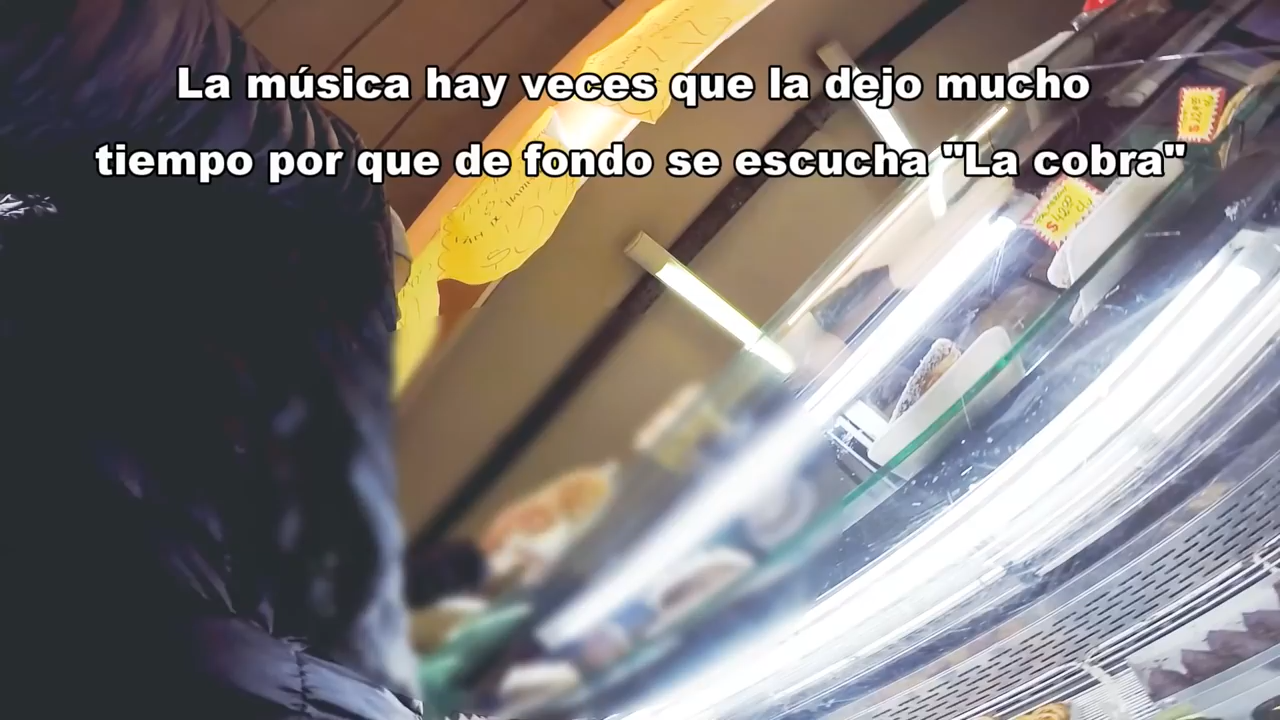 La música hay veces que la dejo mucho
tiempo por que de fondo se escucha "La cobra"